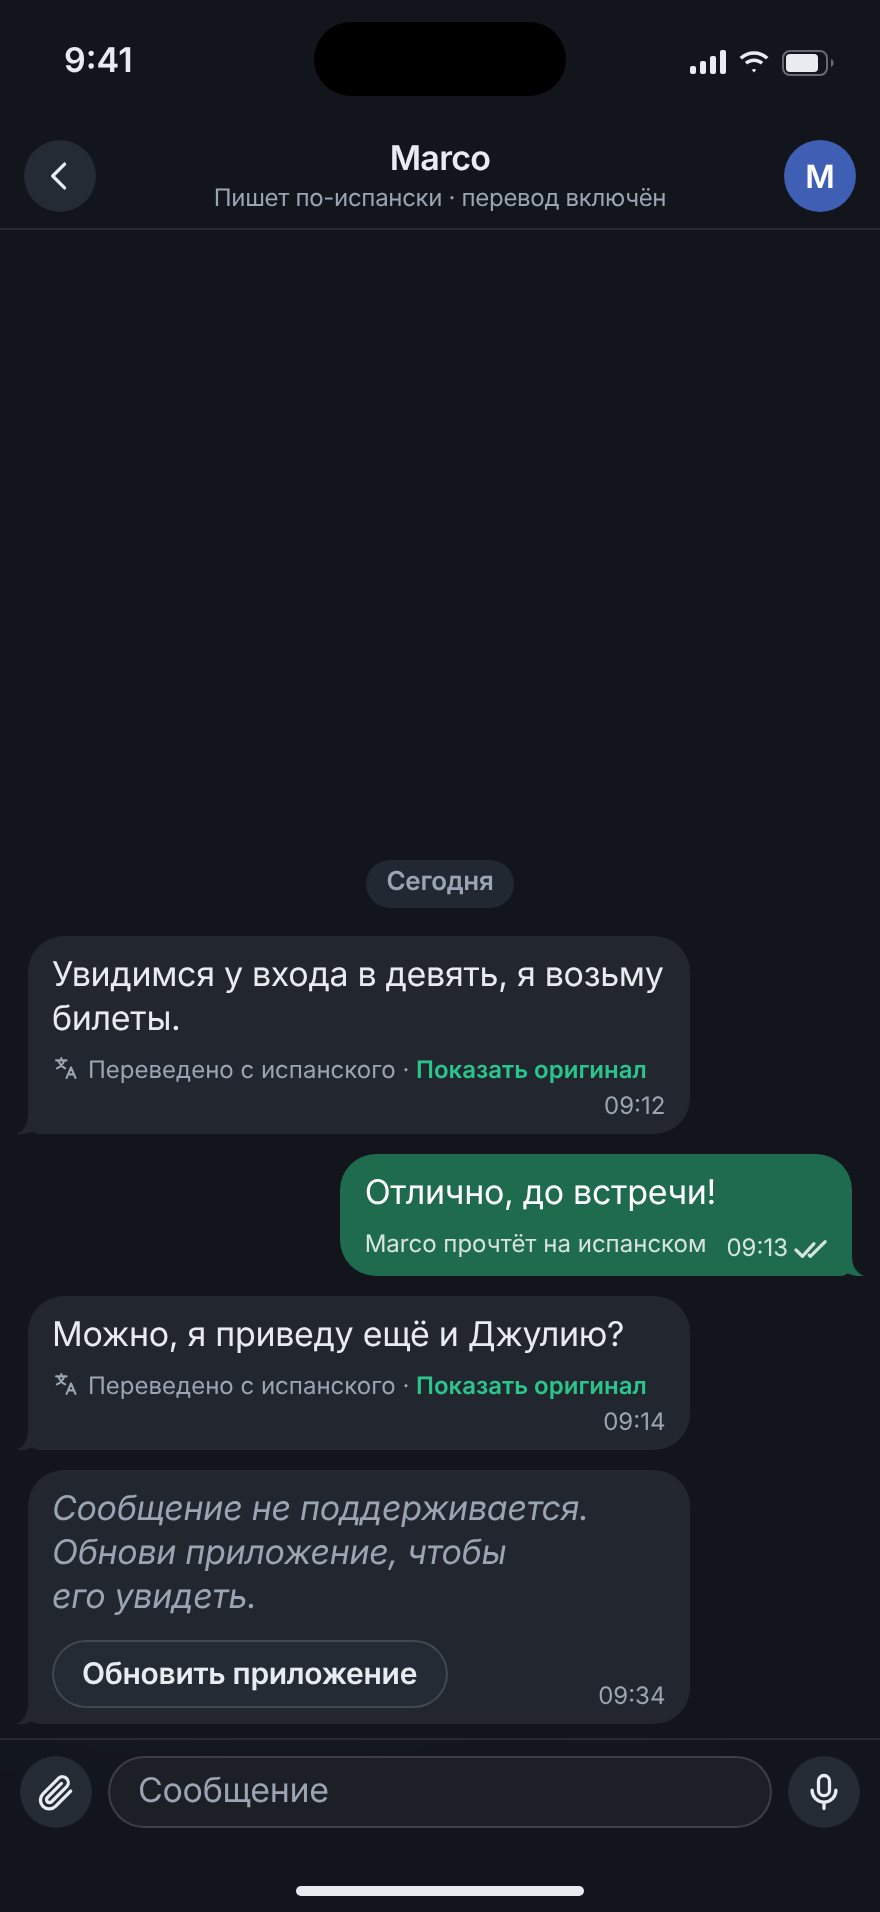 9:41
Marco
Пишет по-испански · перевод включён
M
Сегодня
Увидимся у входа в девять, я возьму
билеты.
Переведено с испанского · Показать оригинал
09:12
Отлично, до встречи!
Marco прочтёт на испанском 09:13
Можно, я приведу ещё и Джулию?
Переведено с испанского · Показать оригинал
09:14
Сообщение не поддерживается.
Обнови приложение, чтобы
его увидеть.
Обновить приложение
09:34
Сообщение